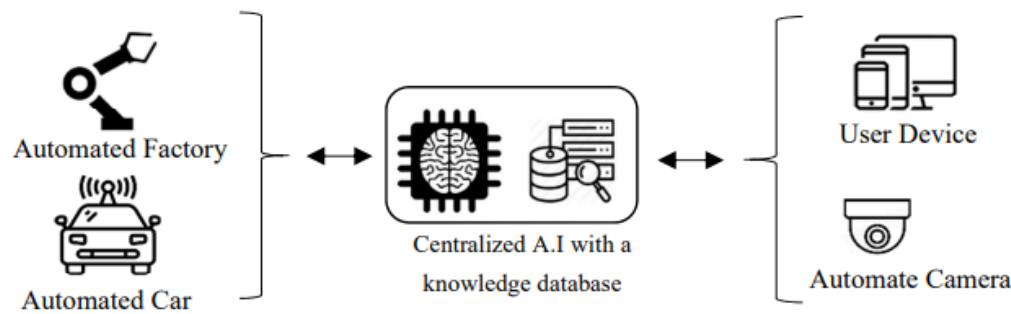 Automated Factory
Automated Car
Centralized A.I with a
knowledge database
User Device
Automate Camera